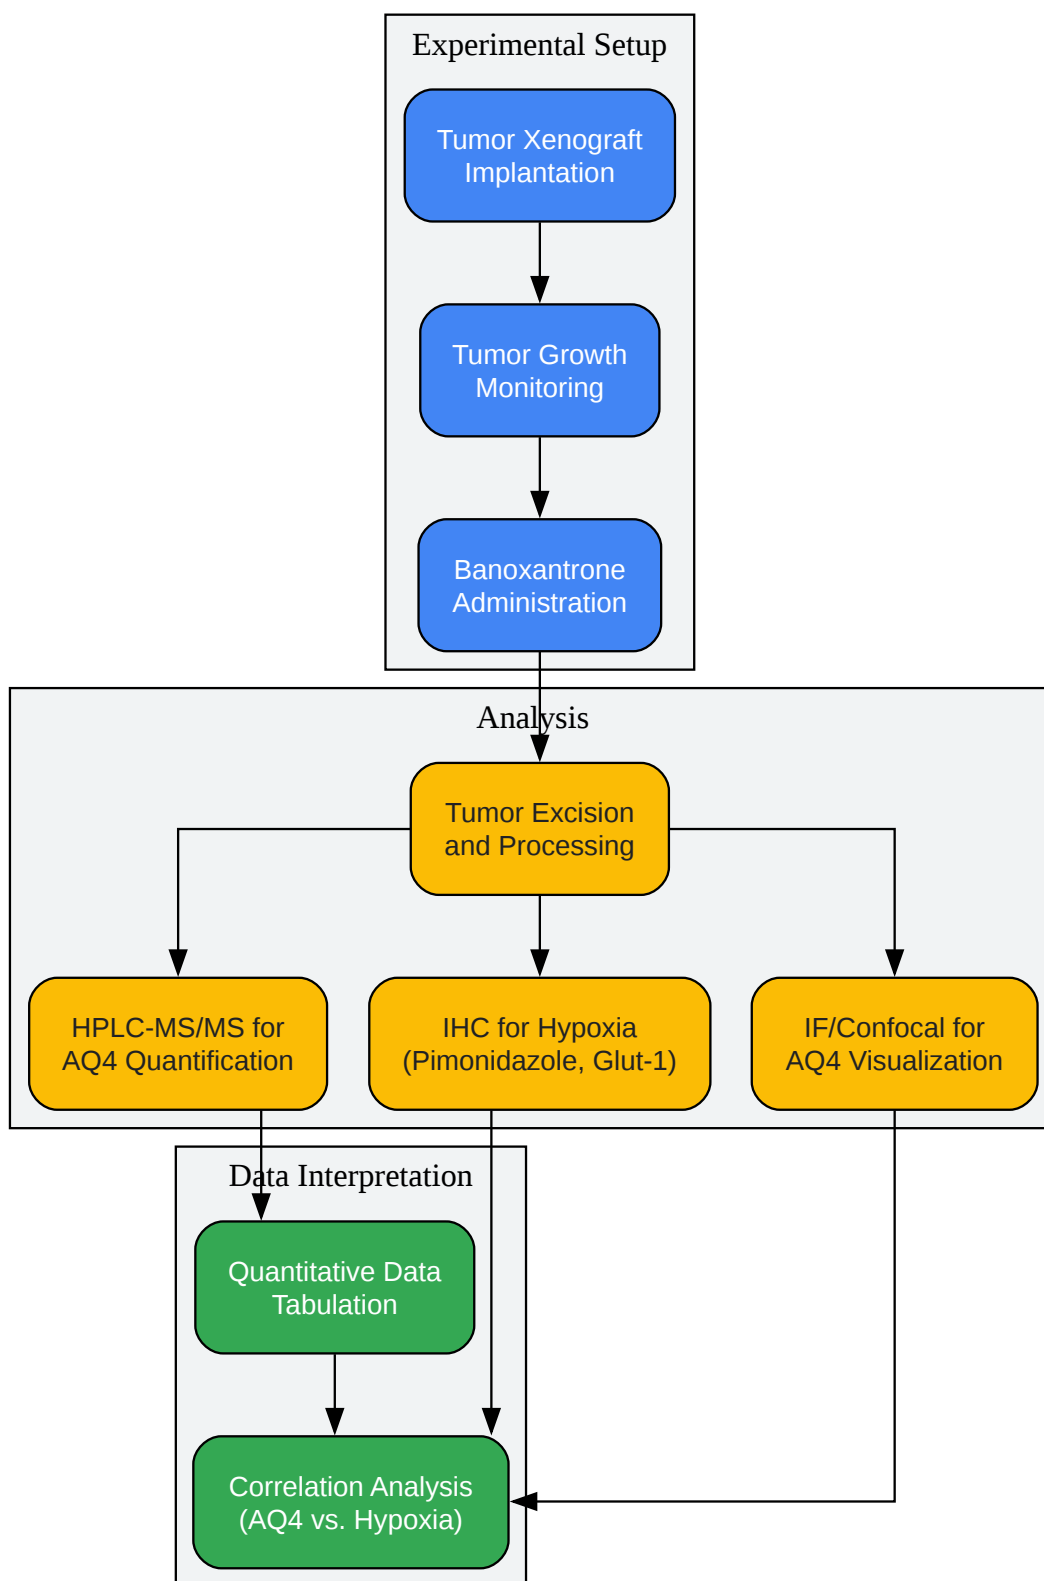 Experimental Setup
Tumor Xenograft
Implantation
Tumor Growth
Monitoring
Banoxantrone
Administration
Analysis
Tumor Excision
and Processing
HPLC-MS/MS for
AQ4 Quantification
IHC for Hypoxia
(Pimonidazole, Glut-1)
IF/Confocal for
AQ4 Visualization
Data Interpretation
Quantitative Data
Tabulation
Correlation Analysis
(AQ4 vs. Hypoxia)